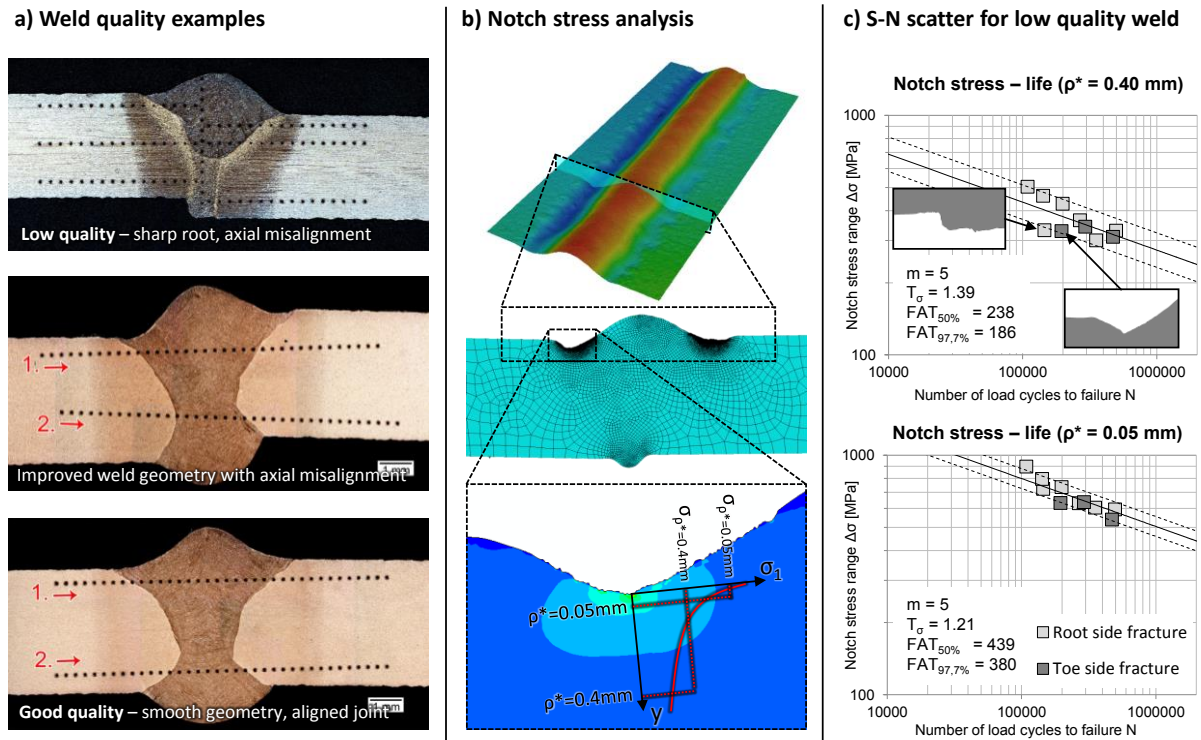 a) Weld quality examples
Low quality – sharp root, axial misalignment
1.
2.
1 mm
Improved weld geometry with axial misalignment
1.
2.
1 mm
Good quality – smooth geometry, aligned joint
b) Notch stress analysis
σρ*=0.4mm
σρ*=0.05mm
σ1
ρ*=0.05mm
ρ*=0.4mm
y
c) S-N scatter for low quality weld
Notch stress – life (ρ* = 0.40 mm)
Notch stress range Δσ [MPa]
1000
m = 5
Tσ = 1.39
FAT50% = 238
FAT97,7% = 186
100
10000 100000 1000000
Number of load cycles to failure N
Notch stress – life (ρ* = 0.05 mm)
Notch stress range Δσ [MPa]
1000
m = 5
Tσ = 1.21
FAT50% = 439
FAT97,7% = 380
Root side fracture
Toe side fracture
100
10000 100000 1000000
Number of load cycles to failure N